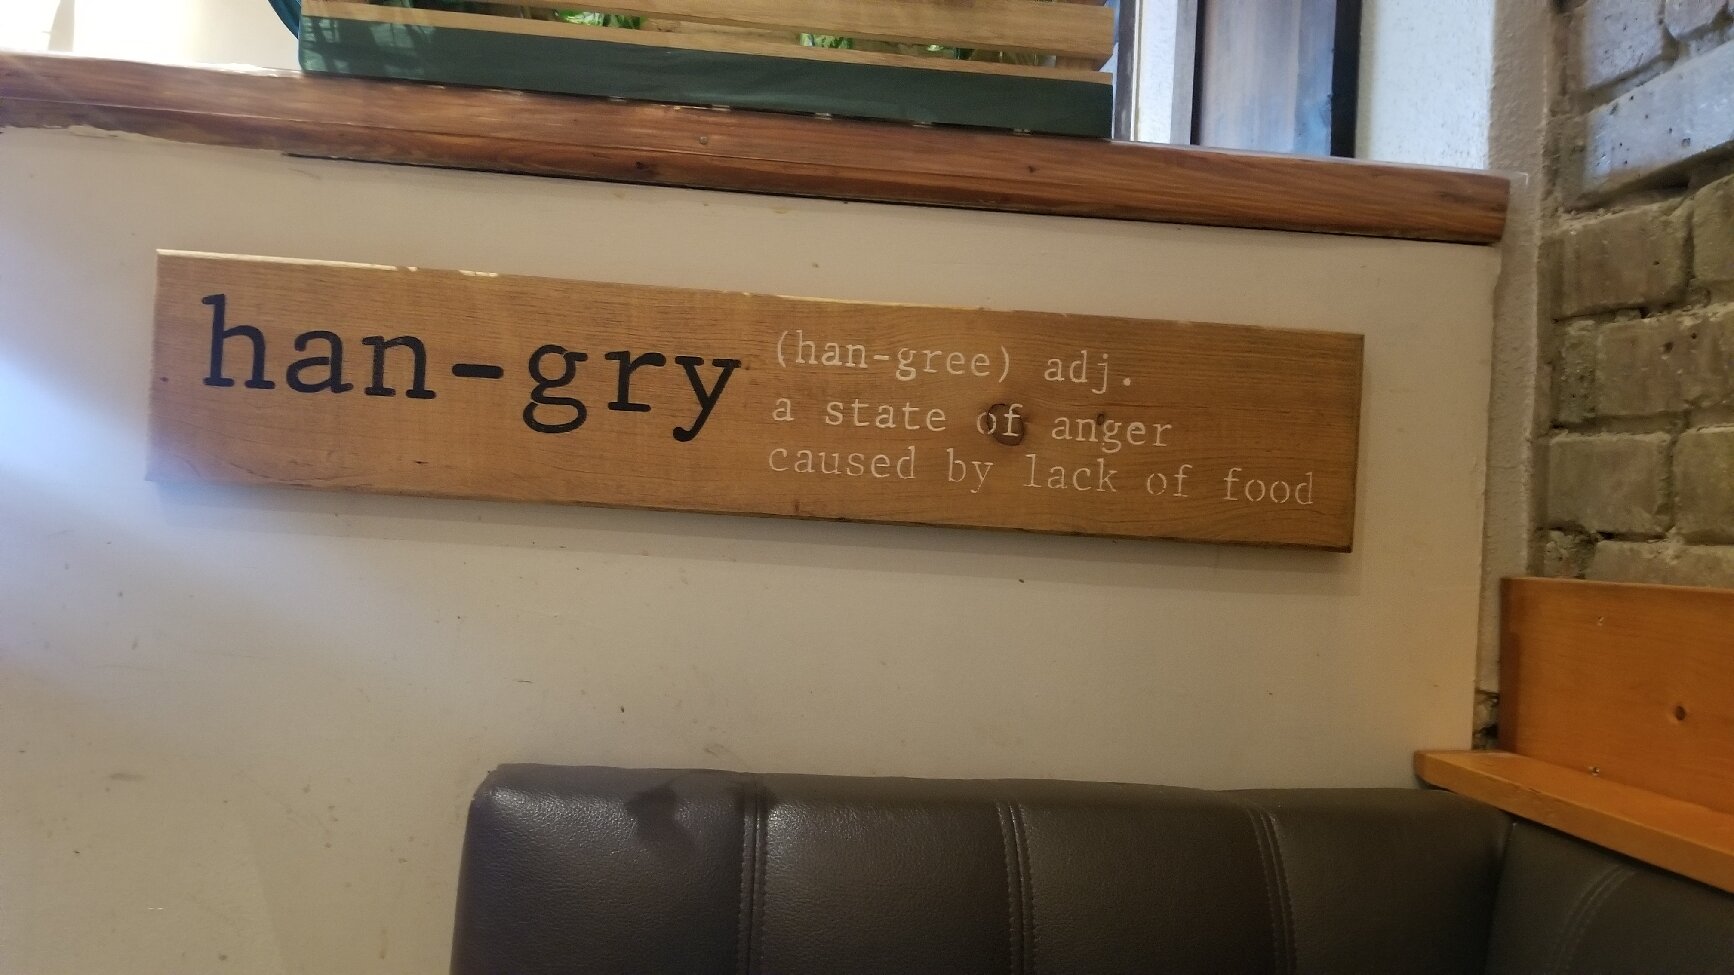 han-gry
(han-gree) adj.
a state of anger
caused by lack of food